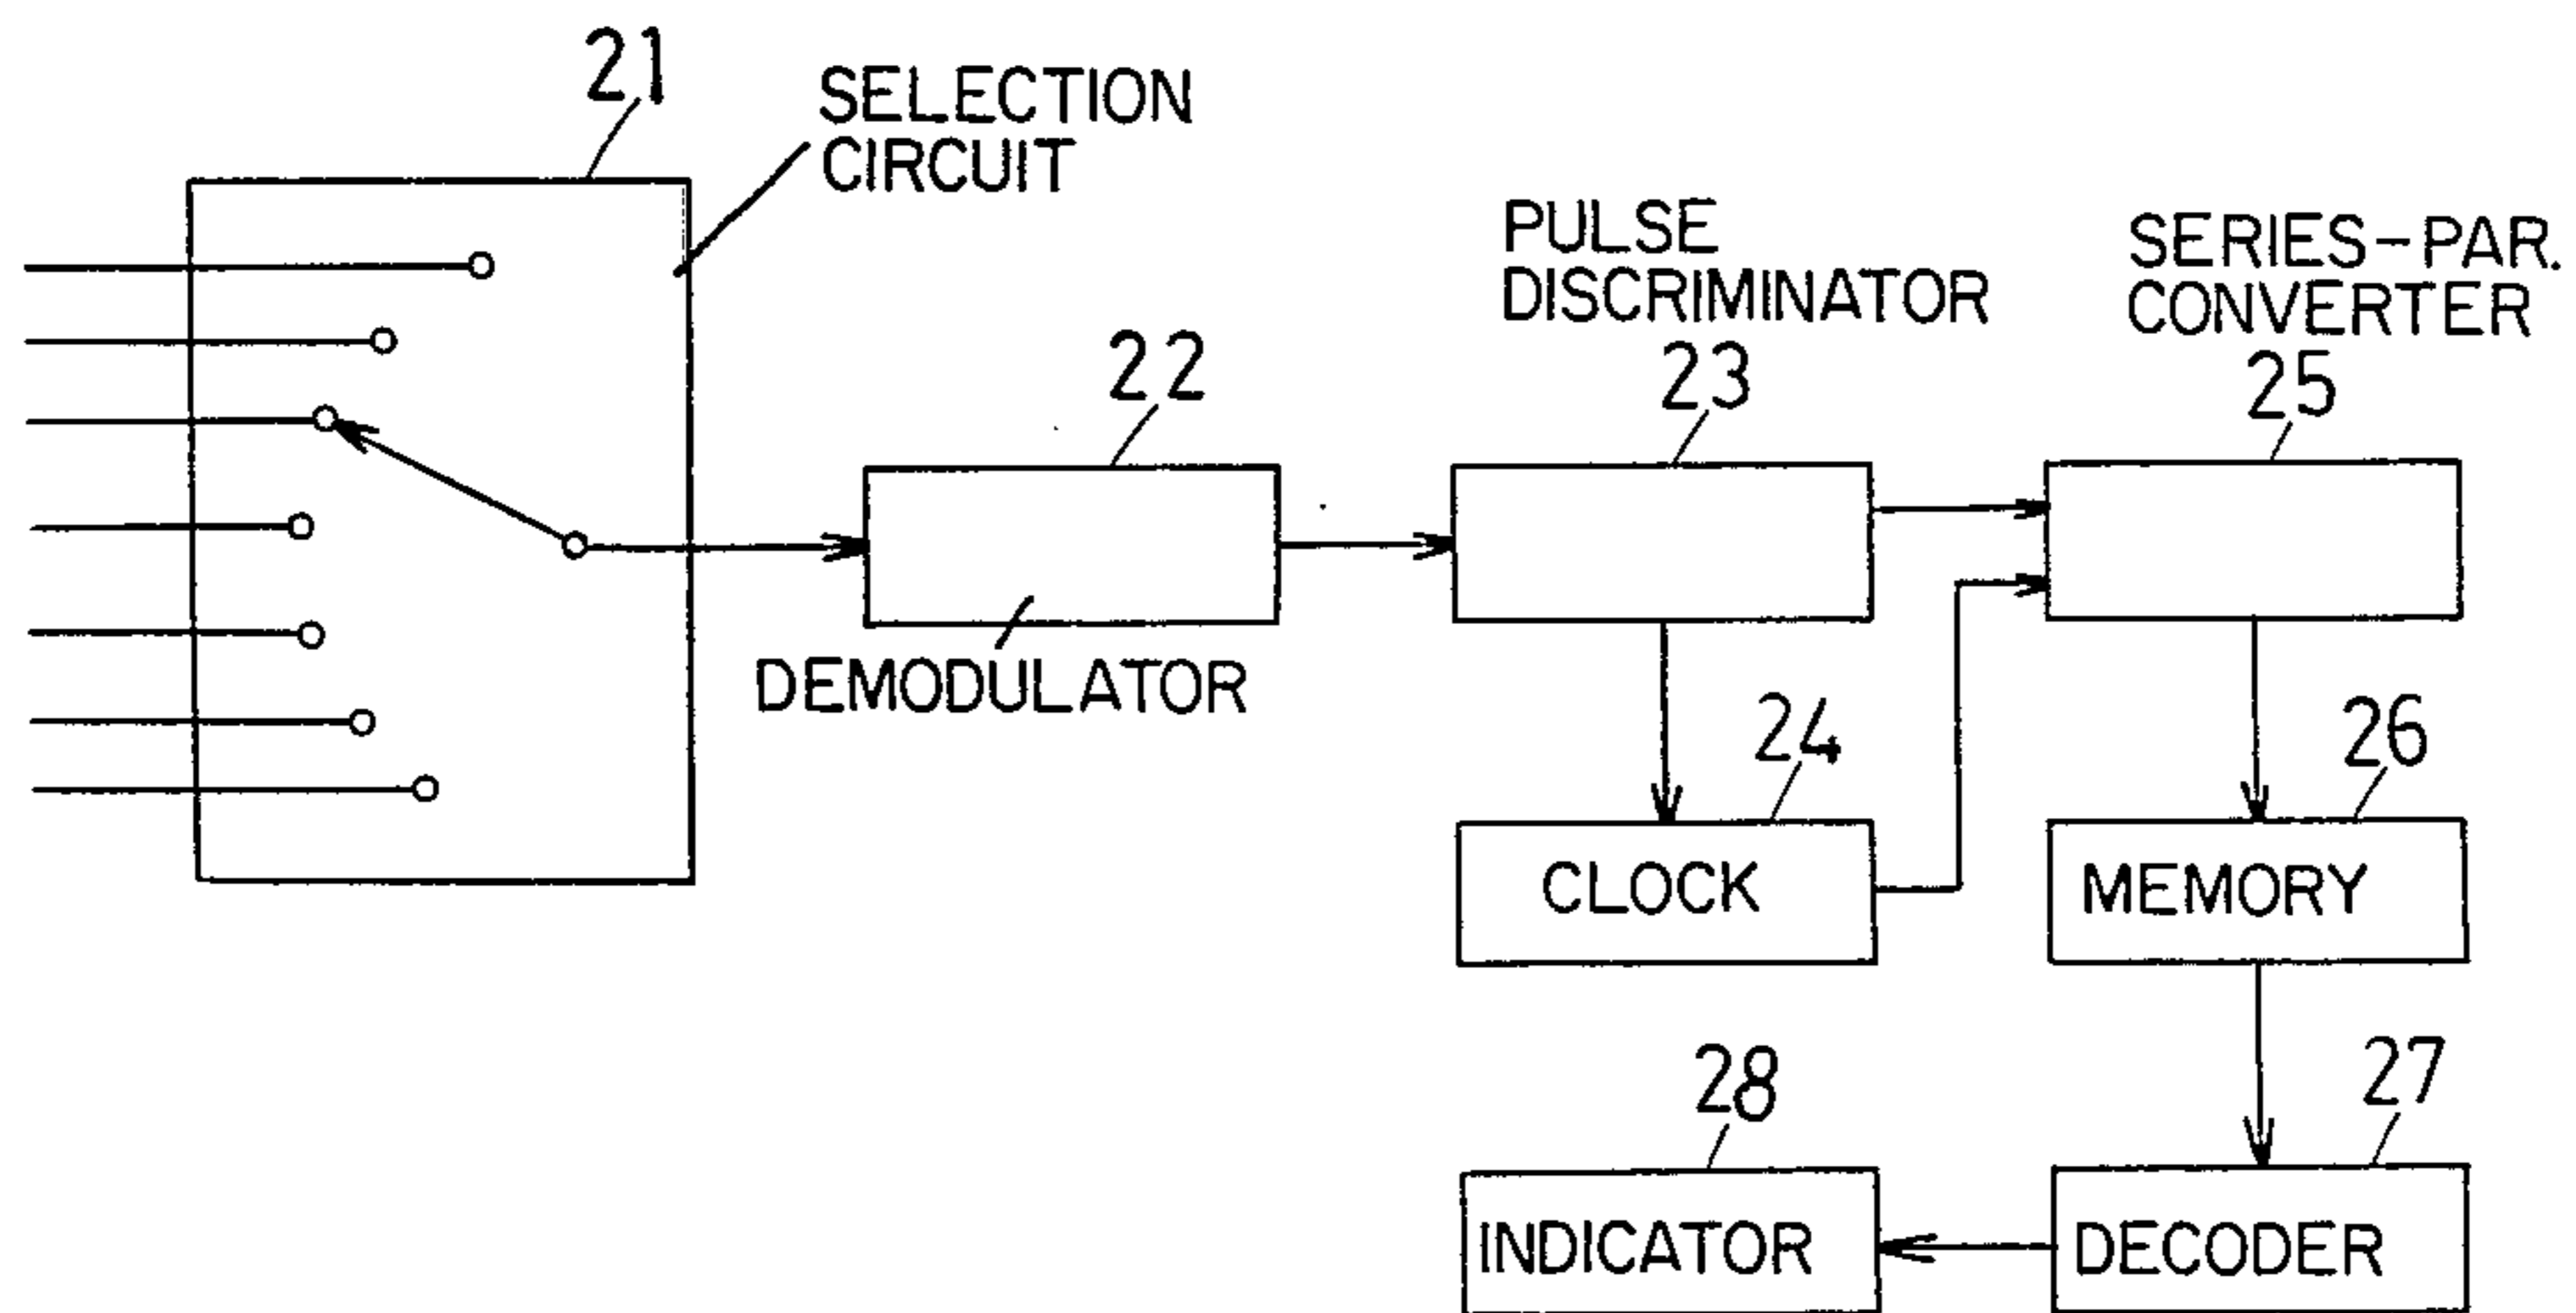 21
SELECTION
CIRCUIT
22
DEMODULATOR
PULSE
DISCRIMINATOR
23
SERIES-PAR.
CONVERTER
25
24
CLOCK
26
MEMORY
28
INDICATOR
27
DECODER